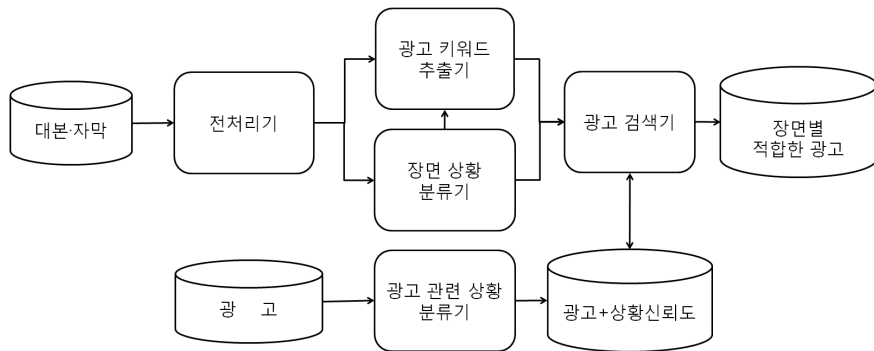 대본·자막
전처리기
광고 키워드
추출기
장면 상황
분류기
광고 검색기
장면별
적합한 광고
광 고
광고 관련 상황
분류기
광고+상황신뢰도